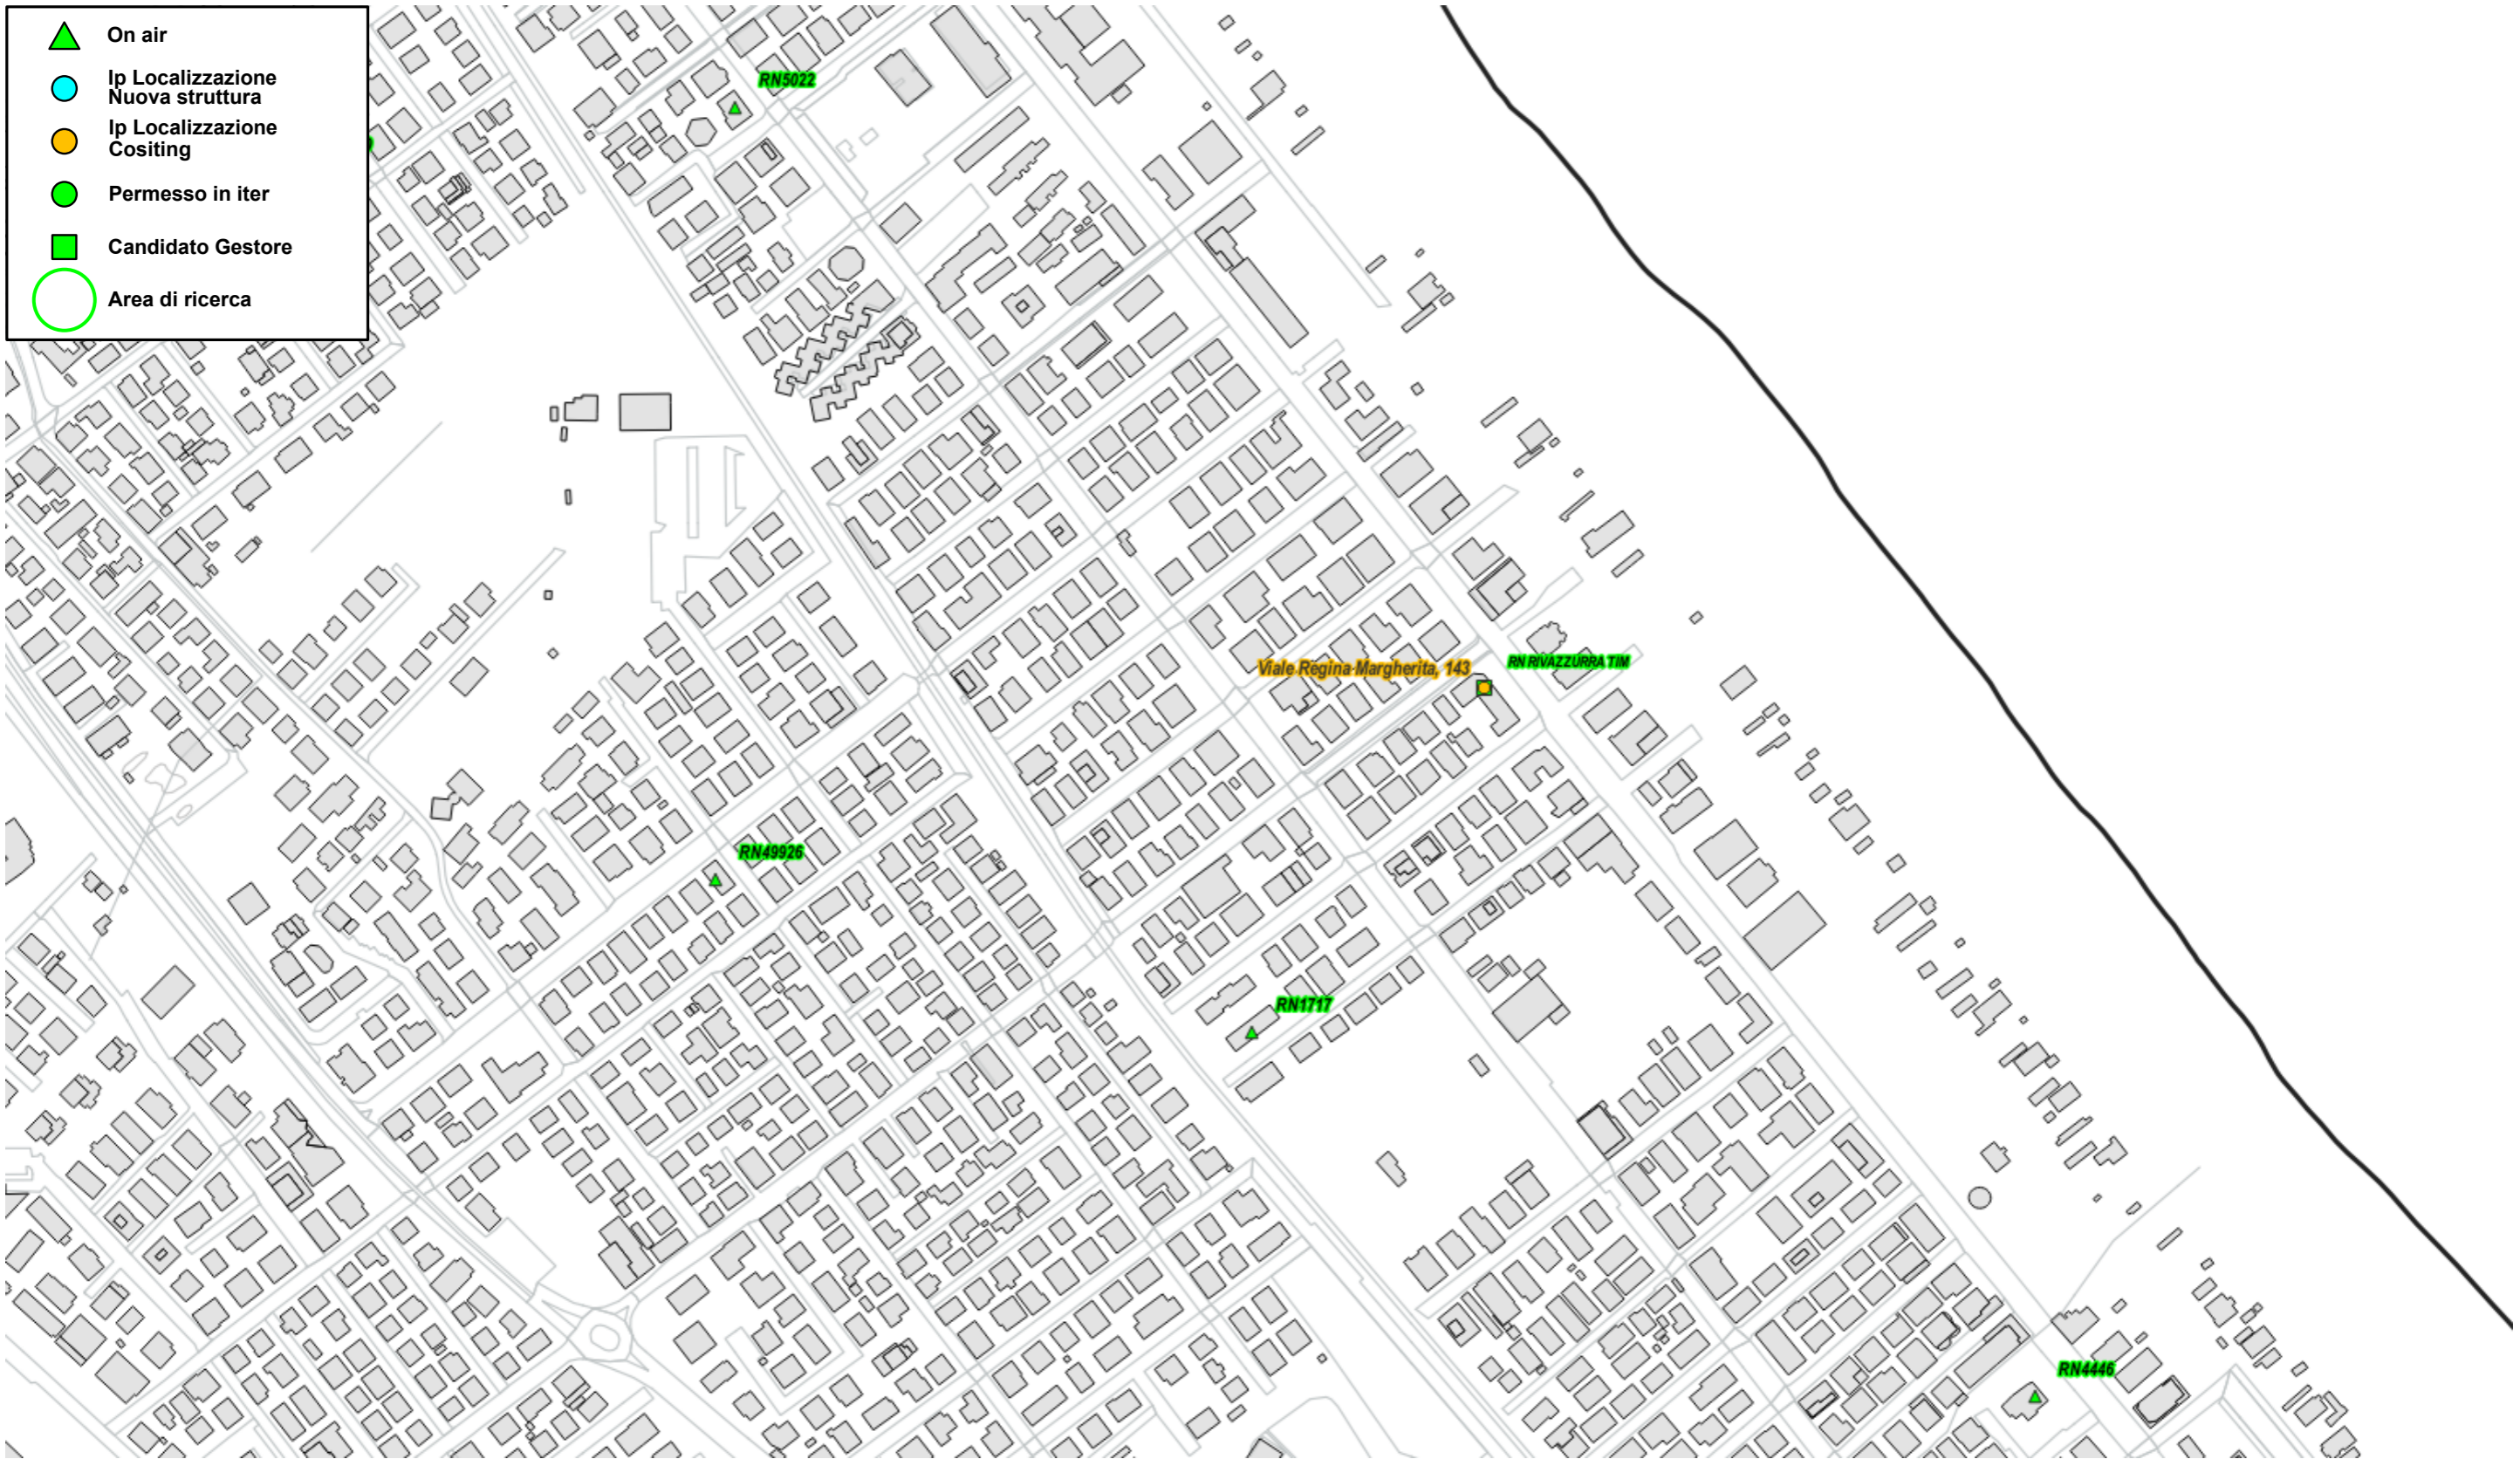 On air
Ip Localizzazione
Nuova struttura
Ip Localizzazione
Cositing
Permesso in iter
Candidato Gestore
Area di ricerca
RN5022
Viale Regina Margherita, 143
RN RIVAZZURRA TIM
RN49926
RN1717
RN4446